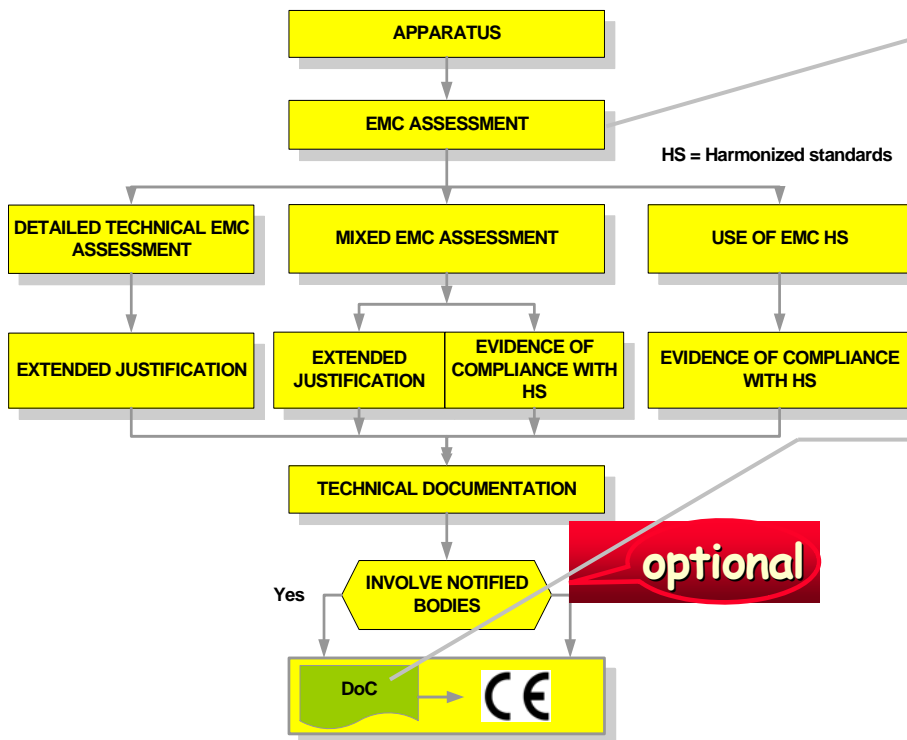 APPARATUS
EMC ASSESSMENT
HS = Harmonized standards
DETAILED TECHNICAL EMC
ASSESSMENT
MIXED EMC ASSESSMENT
USE OF EMC HS
EXTENDED JUSTIFICATION
EXTENDED
JUSTIFICATION
EVIDENCE OF
COMPLIANCE WITH
HS
EVIDENCE OF COMPLIANCE
WITH HS
TECHNICAL DOCUMENTATION
optional
Yes
INVOLVE NOTIFIED
BODIES
DoC
CE